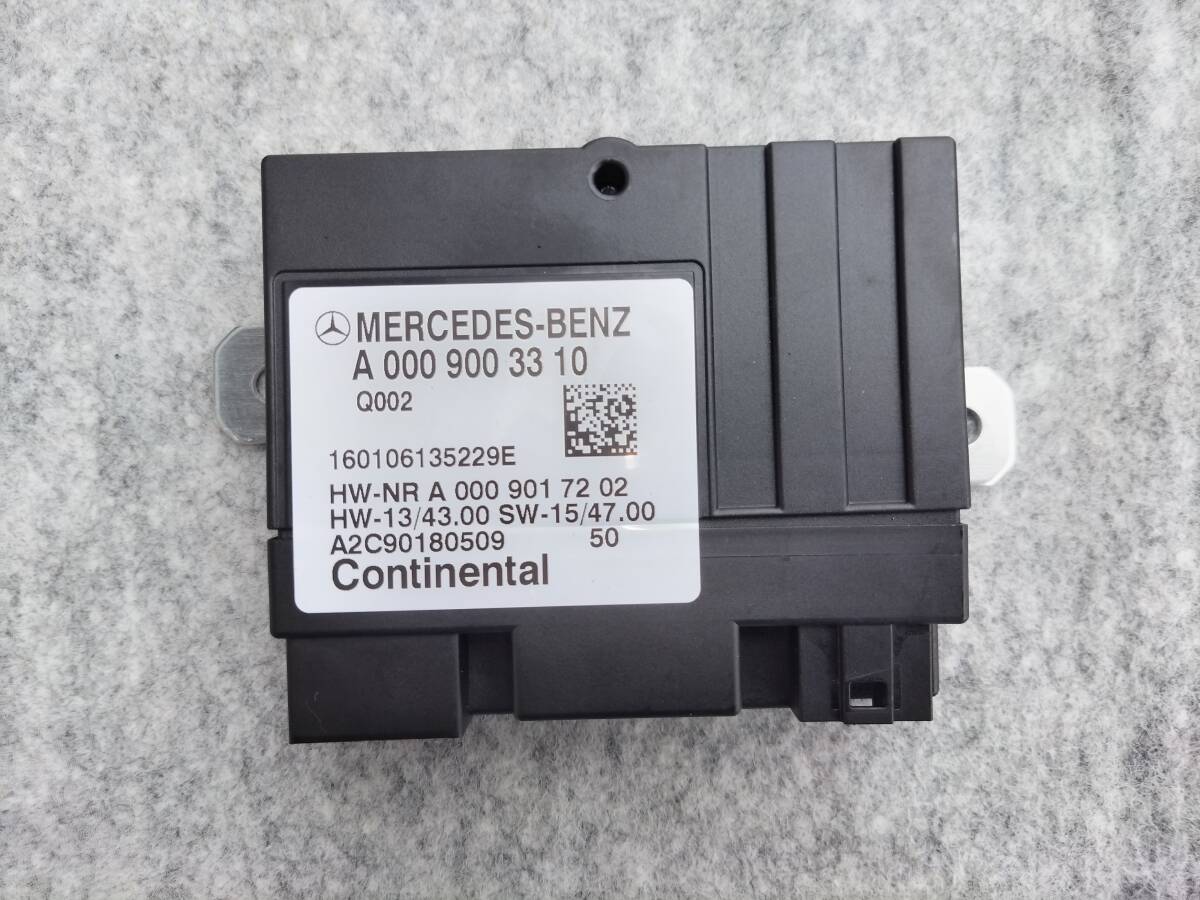 MERCEDES-BENZ
A 000 900 33 10
Q002
160106135229E
HW-NR A 000 901 72 02
HW-13/43.00 SW-15/47.00
A2C90180509 50
Continental